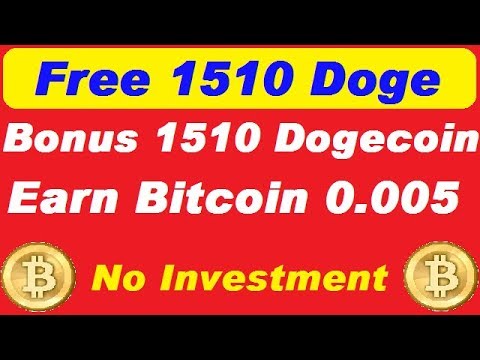 Free 1510 Doge
Bonus 1510 Dogecoin
Earn Bitcoin 0.005
No Investment